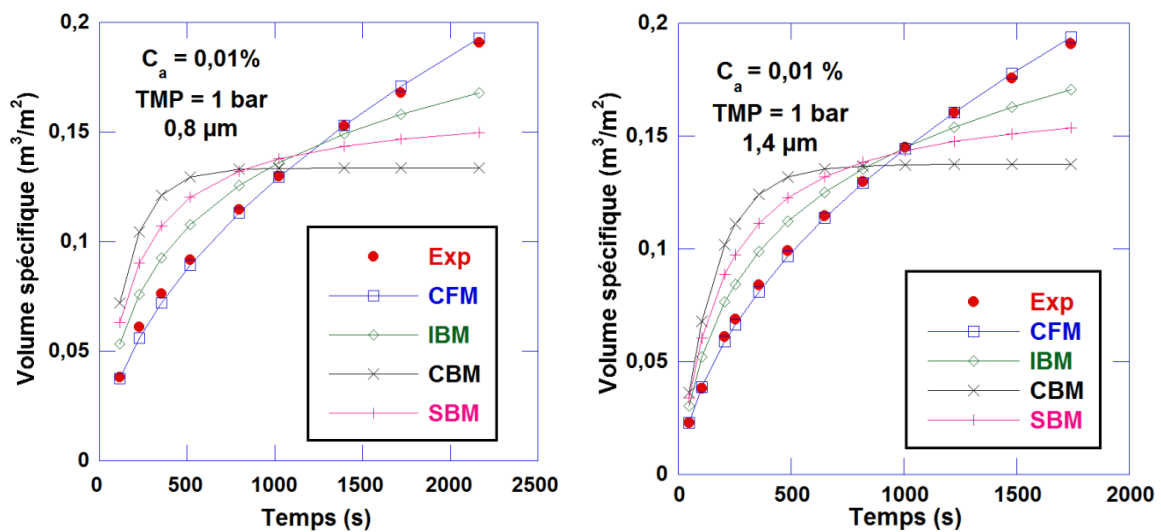 0,2
0,15
0,1
0,05
0
Volume spécifique (m³/m²)
C_a = 0,01%
TMP = 1 bar
0,8 µm
Exp
CFM
IBM
CBM
SBM
0 500 1000 1500 2000 2500
Temps (s)
0,2
0,15
0,1
0,05
0
Volume spécifique (m³/m²)
C_a = 0,01 %
TMP = 1 bar
1,4 µm
Exp
CFM
IBM
CBM
SBM
0 500 1000 1500 2000
Temps (s)